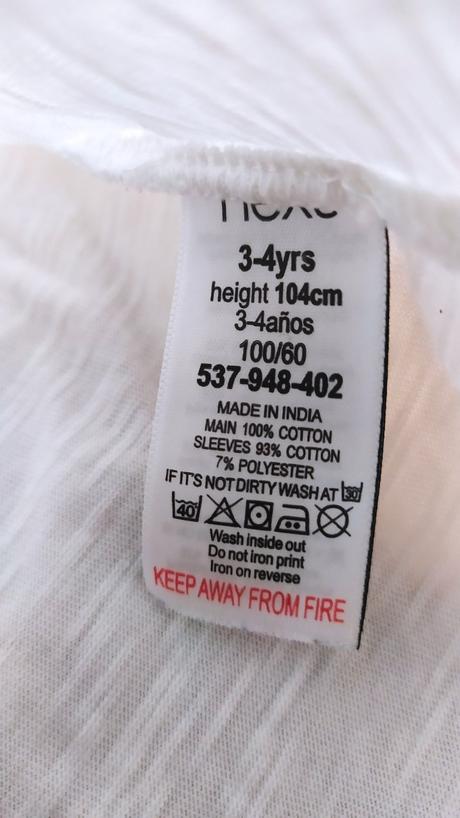 next
3-4yrs
height 104cm
3-4años
100/60
537-948-402
MADE IN INDIA
MAIN 100% COTTON
SLEEVES 93% COTTON
7% POLYESTER
IF IT'S NOT DIRTY WASH AT 30
40
Wash inside out
Do not iron print
Iron on reverse
KEEP AWAY FROM FIRE